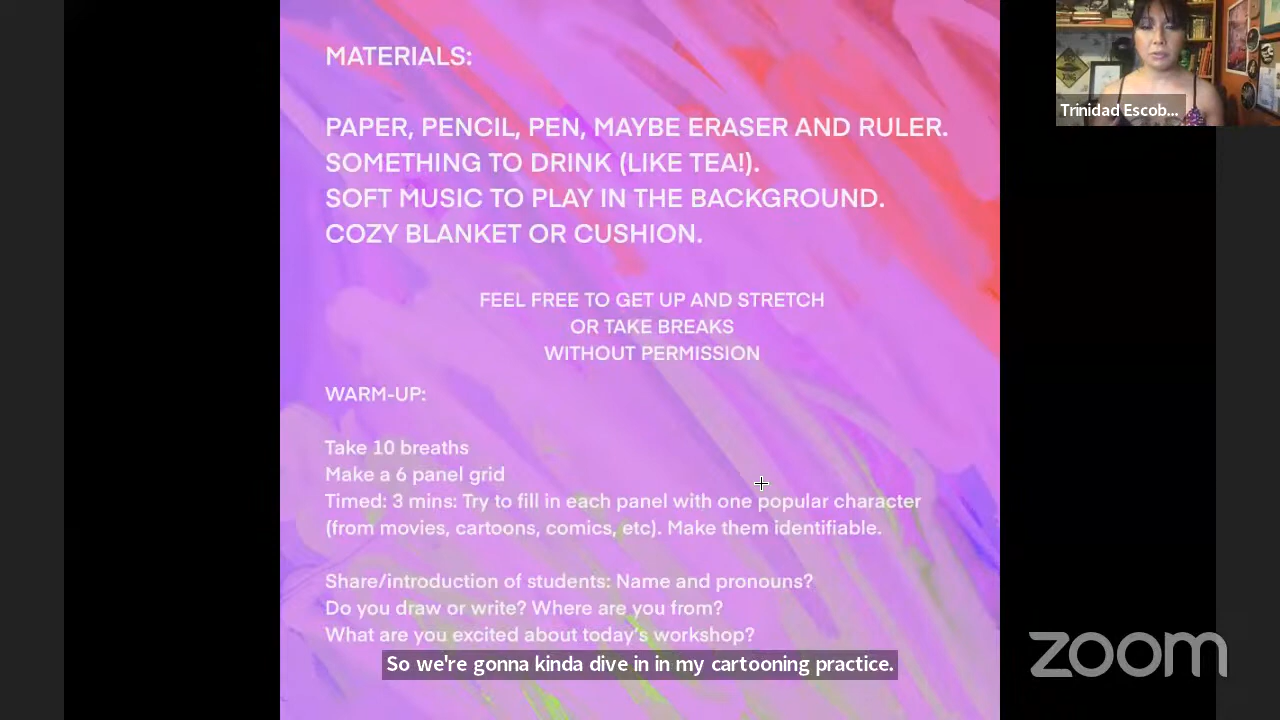 MATERIALS:
PAPER, PENCIL, PEN, MAYBE ERASER AND RULER.
SOMETHING TO DRINK (LIKE TEA!).
SOFT MUSIC TO PLAY IN THE BACKGROUND.
COZY BLANKET OR CUSHION.
FEEL FREE TO GET UP AND STRETCH
OR TAKE BREAKS
WITHOUT PERMISSION
WARM-UP:
Take 10 breaths
Make a 6 panel grid
Timed: 3 mins: Try to fill in each panel with one popular character
(from movies, cartoons, comics, etc). Make them identifiable.
Share/introduction of students: Name and pronouns?
Do you draw or write? Where are you from?
What are you excited about today's workshop?
So we're gonna kinda dive in in my cartooning practice.
Trinidad Escob...
XING
zoom